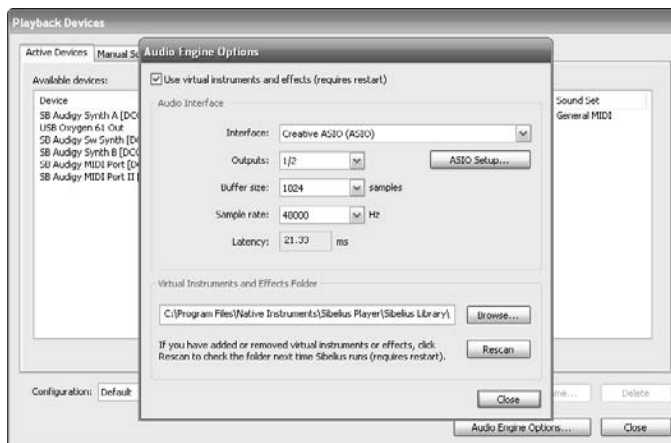 Playback Devices
Active Devices
Manual So
Available devices:
Device
SB Audigy Synth A [DC
USB Oxygen 61 Out
SB Audigy Sw Synth [D
SB Audigy Synth B [DC
SB Audigy MIDI Port [D
SB Audigy MIDI Port II [
Sound Set
General MIDI
Audio Engine Options
Use virtual instruments and effects (requires restart)
Audio Interface
Interface: Creative ASIO (ASIO)
Outputs: 1/2 ASIO Setup...
Buffer size: 1024 samples
Sample rate: 48000 Hz
Latency: 21.33 ms
Virtual Instruments and Effects Folder
C:\Program Files\Native Instruments\Sibelius Player\Sibelius Library\ Browse...
If you have added or removed virtual instruments or effects, click
Rescan to check the folder next time Sibelius runs (requires restart).
Rescan
Close
Configuration: Default
me... Delete
Audio Engine Options... Close